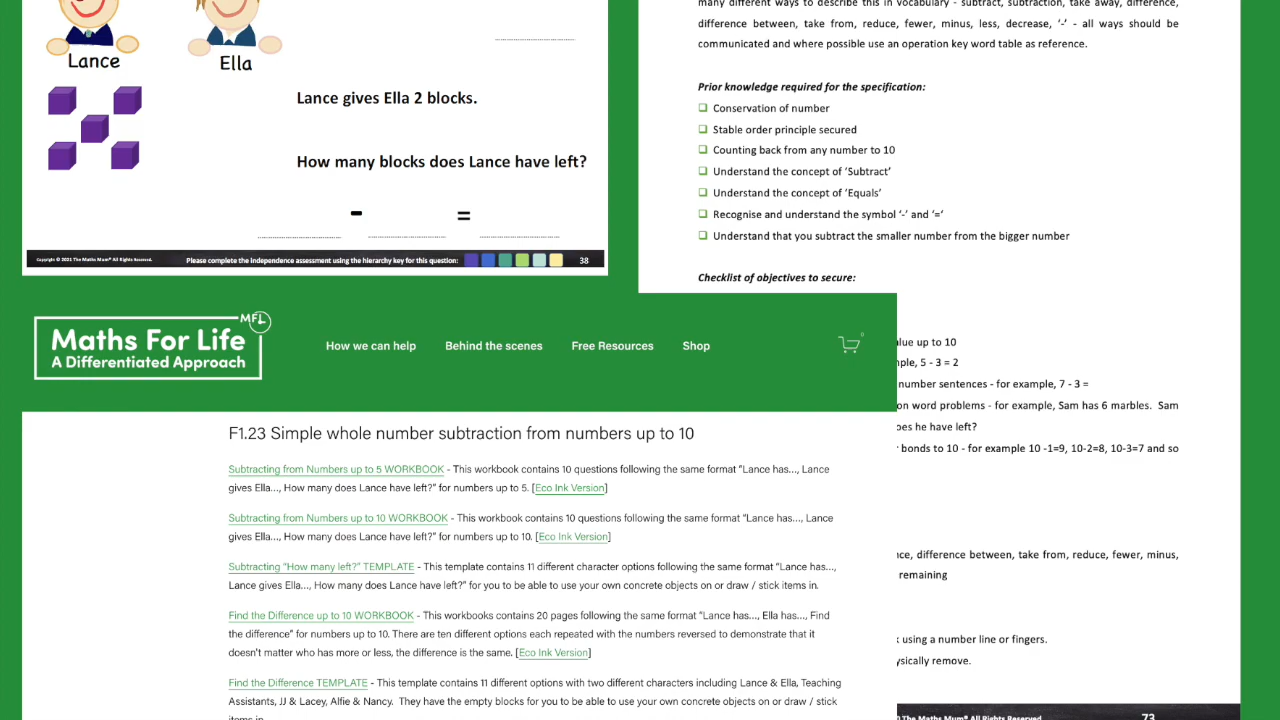 Lance
Ella
Lance gives Ella 2 blocks.
How many blocks does Lance have left?
- =
Copyright © 2021 The Maths Mum® All Rights Reserved.
Please complete the Independence assessment using the hierarchy key for this question:
38
many different ways to describe this in vocabulary - subtract, subtraction, take away, difference,
difference between, take from, reduce, fewer, minus, less, decrease, ‘-’ - all ways should be
communicated and where possible use an operation key word table as reference.
Prior knowledge required for the specification:
Conservation of number
Stable order principle secured
Counting back from any number to 10
Understand the concept of ‘Subtract’
Understand the concept of ‘Equals’
Recognise and understand the symbol ‘-’ and ‘=’
Understand that you subtract the smaller number from the bigger number
Checklist of objectives to secure:
alue up to 10
ple, 5 - 3 = 2
number sentences - for example, 7 - 3 =
on word problems - for example, Sam has 6 marbles. Sam
oes he have left?
bonds to 10 - for example 10 -1=9, 10-2=8, 10-3=7 and so
nce, difference between, take from, reduce, fewer, minus,
remaining
k using a number line or fingers.
ysically remove.
The Maths Mum® All Rights Reserved
73
MFL
Maths For Life
A Differentiated Approach
How we can help
Behind the scenes
Free Resources
Shop
0
F1.23 Simple whole number subtraction from numbers up to 10
Subtracting from Numbers up to 5 WORKBOOK - This workbook contains 10 questions following the same format “Lance has..., Lance
gives Ella..., How many does Lance have left?” for numbers up to 5. [Eco Ink Version]
Subtracting from Numbers up to 10 WORKBOOK - This workbook contains 10 questions following the same format “Lance has..., Lance
gives Ella..., How many does Lance have left?” for numbers up to 10. [Eco Ink Version]
Subtracting “How many left?” TEMPLATE - This template contains 11 different character options following the same format “Lance has...,
Lance gives Ella..., How many does Lance have left?” for you to be able to use your own concrete objects on or draw / stick items in.
Find the Difference up to 10 WORKBOOK - This workbooks contains 20 pages following the same format “Lance has..., Ella has..., Find
the difference” for numbers up to 10. There are ten different options each repeated with the numbers reversed to demonstrate that it
doesn’t matter who has more or less, the difference is the same. [Eco Ink Version]
Find the Difference TEMPLATE - This template contains 11 different options with two different characters including Lance & Ella, Teaching
Assistants, JJ & Lacey, Alfie & Nancy. They have the empty blocks for you to be able to use your own concrete objects on or draw / stick
items in